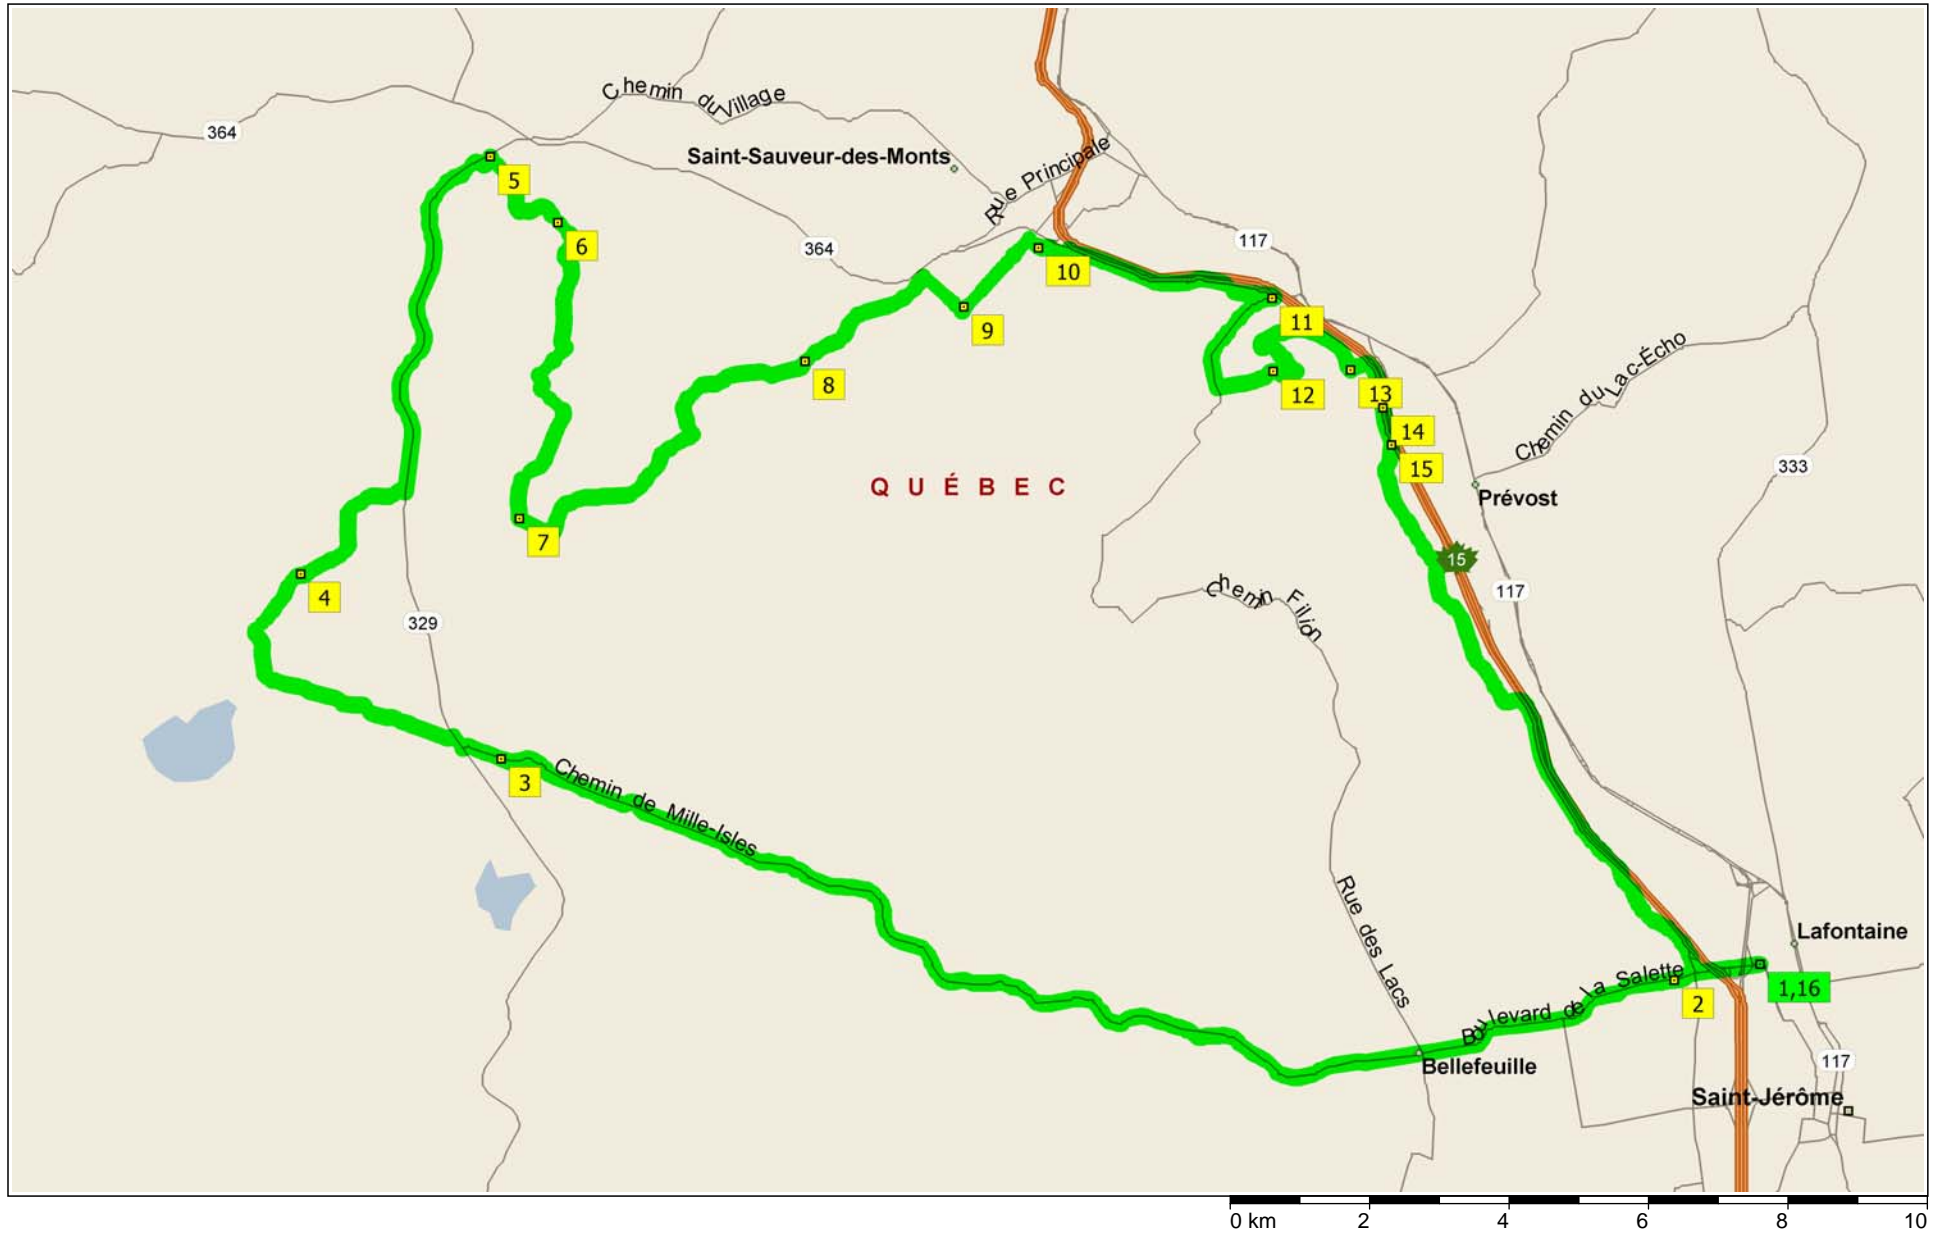 Chemin du Village
364
Saint-Sauveur-des-Monts
Rue Principale
5
6
364
117
10
9
11
8
12
13
14
15
Chemin du Lac-Écho
333
QUÉBEC
Prévost
7
15
4
117
Chemin Filion
329
3
Chemin de Mille-Isles
Rue des Lacs
Lafontaine
Boulevard de la Salette
1,16
2
Bellefeuille
117
Saint-Jérôme
0 km 2 4 6 8 10